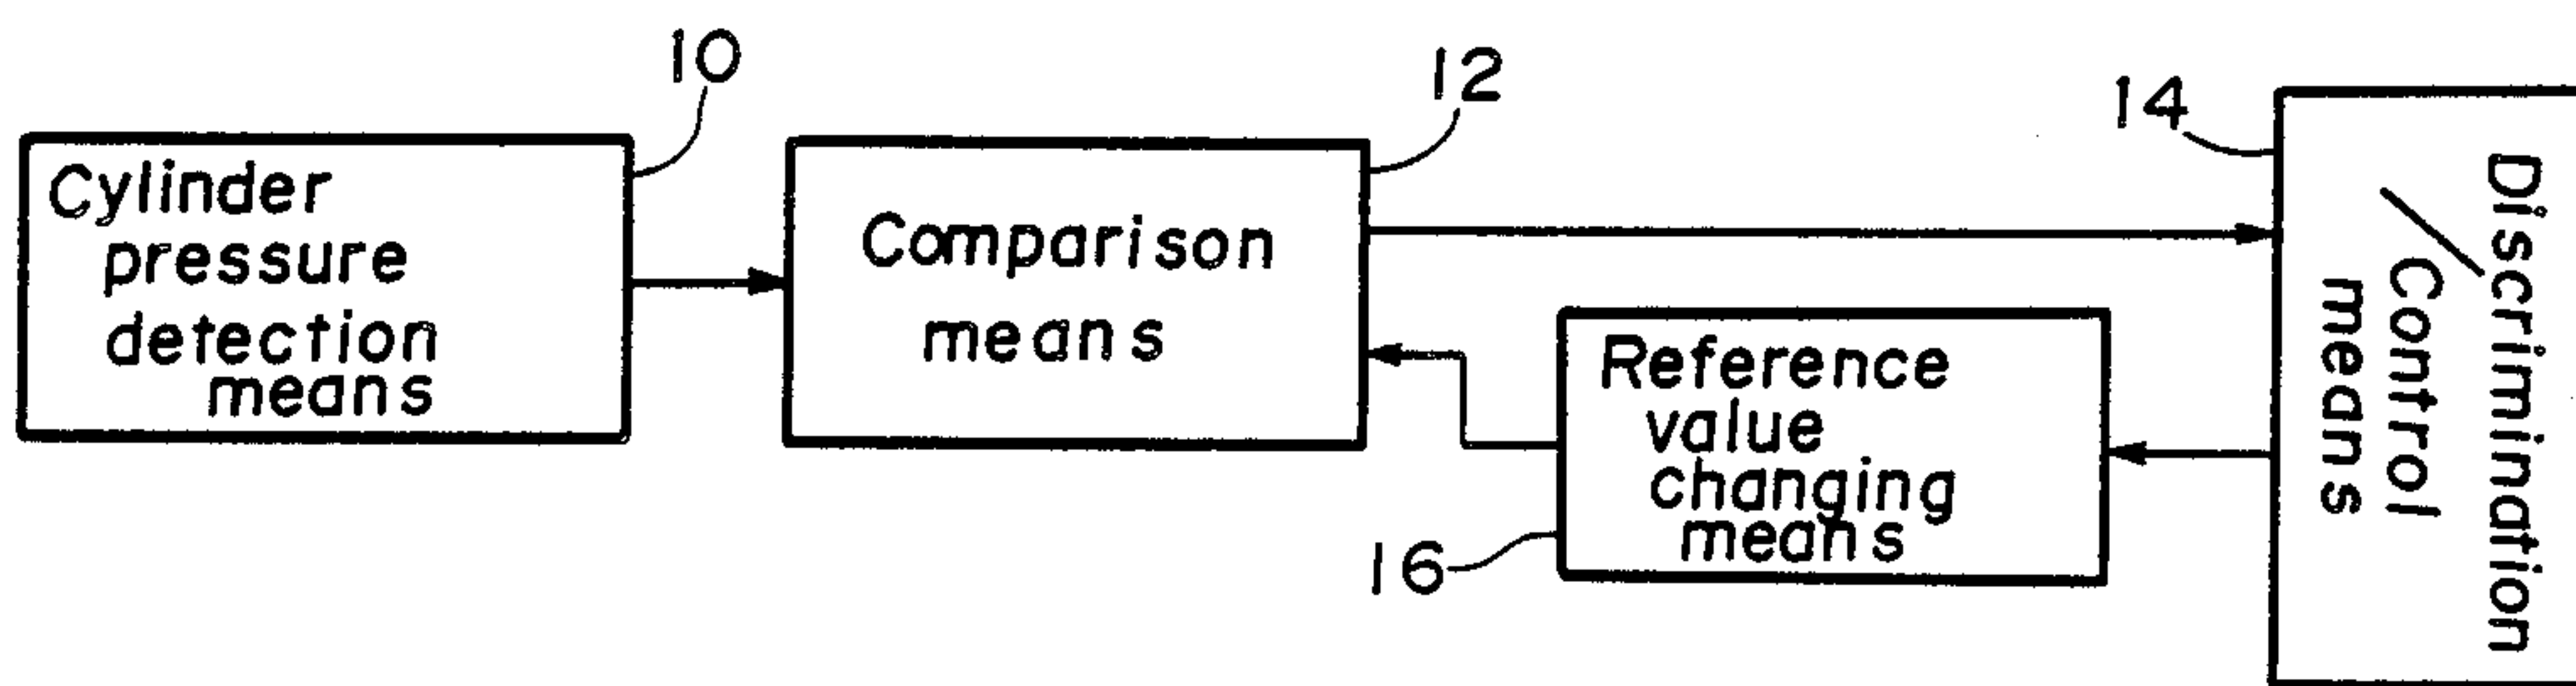 10
Cylinder
pressure
detection
means
12
Comparison
means
14
Discrimination
/Control
means
Reference
value
changing
means
16